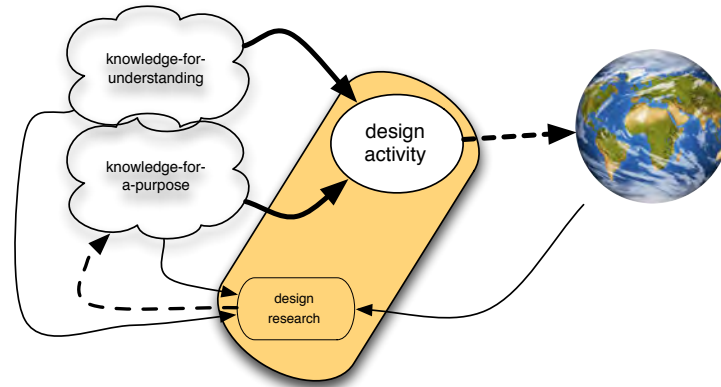 knowledge-for-
understanding
knowledge-for-
a-purpose
design
activity
design
research